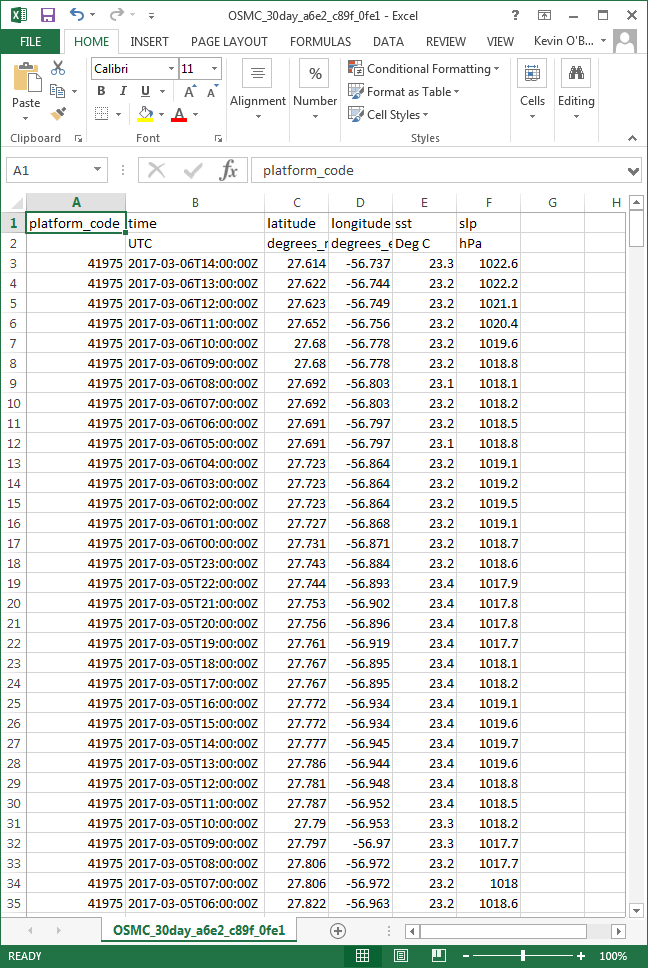 OSMC_30day_a6e2_c89f_0fe1 - Excel ?
FILE HOME INSERT PAGE LAYOUT FORMULAS DATA REVIEW VIEW Kevin O'B...
Paste Calibri 11 Alignment Number Conditional Formatting Format as Table Cell Styles Cells Editing
B I U A A
A %
Clipboard Font Styles
A1 fx platform_code
A B C D E F G H
1 platform_code time latitude longitude sst slp
2 UTC degrees_n degrees_e Deg C hPa
3 41975 2017-03-06T14:00:00Z 27.614 -56.737 23.3 1022.6
4 41975 2017-03-06T13:00:00Z 27.622 -56.744 23.2 1022.2
5 41975 2017-03-06T12:00:00Z 27.623 -56.749 23.2 1021.1
6 41975 2017-03-06T11:00:00Z 27.652 -56.756 23.2 1020.4
7 41975 2017-03-06T10:00:00Z 27.68 -56.778 23.2 1019.6
8 41975 2017-03-06T09:00:00Z 27.68 -56.778 23.2 1018.8
9 41975 2017-03-06T08:00:00Z 27.692 -56.803 23.1 1018.1
10 41975 2017-03-06T07:00:00Z 27.692 -56.803 23.2 1018.2
11 41975 2017-03-06T06:00:00Z 27.691 -56.797 23.2 1018.5
12 41975 2017-03-06T05:00:00Z 27.691 -56.797 23.1 1018.8
13 41975 2017-03-06T04:00:00Z 27.723 -56.864 23.2 1019.1
14 41975 2017-03-06T03:00:00Z 27.723 -56.864 23.2 1019.2
15 41975 2017-03-06T02:00:00Z 27.723 -56.864 23.2 1019.5
16 41975 2017-03-06T01:00:00Z 27.727 -56.868 23.2 1019.1
17 41975 2017-03-06T00:00:00Z 27.731 -56.871 23.2 1018.7
18 41975 2017-03-05T23:00:00Z 27.743 -56.884 23.2 1018.6
19 41975 2017-03-05T22:00:00Z 27.744 -56.893 23.4 1017.9
20 41975 2017-03-05T21:00:00Z 27.753 -56.902 23.4 1017.8
21 41975 2017-03-05T20:00:00Z 27.756 -56.896 23.4 1017.8
22 41975 2017-03-05T19:00:00Z 27.761 -56.919 23.4 1017.7
23 41975 2017-03-05T18:00:00Z 27.767 -56.895 23.4 1018.1
24 41975 2017-03-05T17:00:00Z 27.767 -56.895 23.4 1018.2
25 41975 2017-03-05T16:00:00Z 27.772 -56.934 23.4 1019.1
26 41975 2017-03-05T15:00:00Z 27.772 -56.934 23.4 1019.6
27 41975 2017-03-05T14:00:00Z 27.777 -56.945 23.4 1019.7
28 41975 2017-03-05T13:00:00Z 27.786 -56.944 23.4 1019.6
29 41975 2017-03-05T12:00:00Z 27.781 -56.948 23.4 1018.8
30 41975 2017-03-05T11:00:00Z 27.787 -56.952 23.4 1018.5
31 41975 2017-03-05T10:00:00Z 27.79 -56.953 23.3 1018.2
32 41975 2017-03-05T09:00:00Z 27.797 -56.97 23.3 1017.7
33 41975 2017-03-05T08:00:00Z 27.806 -56.972 23.2 1017.7
34 41975 2017-03-05T07:00:00Z 27.806 -56.972 23.2 1018
35 41975 2017-03-05T06:00:00Z 27.822 -56.963 23.2 1018.6
OSMC_30day_a6e2_c89f_0fe1
READY 100%